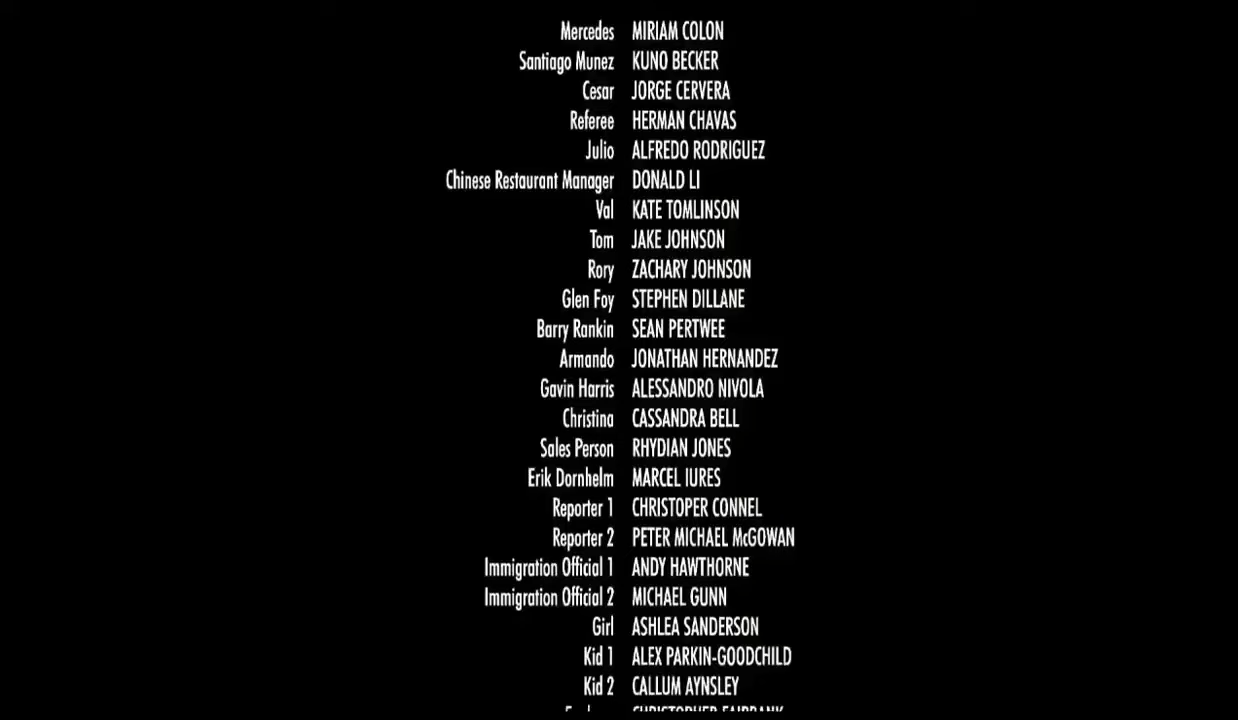 Mercedes MIRIAM COLON
Santiago Munez KUNO BECKER
Cesar JORGE CERVERA
Referee HERMAN CHAVAS
Julio ALFREDO RODRIGUEZ
Chinese Restaurant Manager DONALD LI
Val KATE TOMLINSON
Tom JAKE JOHNSON
Rory ZACHARY JOHNSON
Glen Foy STEPHEN DILLANE
Barry Rankin SEAN PERTWEE
Armando JONATHAN HERNANDEZ
Gavin Harris ALESSANDRO NIVOLA
Christina CASSANDRA BELL
Sales Person RHYDIAN JONES
Erik Dornhelm MARCEL IURES
Reporter 1 CHRISTOPER CONNEL
Reporter 2 PETER MICHAEL McGOWAN
Immigration Official 1 ANDY HAWTHORNE
Immigration Official 2 MICHAEL GUNN
Girl ASHLEA SANDERSON
Kid 1 ALEX PARKIN-GOODCHILD
Kid 2 CALLUM AYNSLEY
CHRISTOPHER FAIRBANK